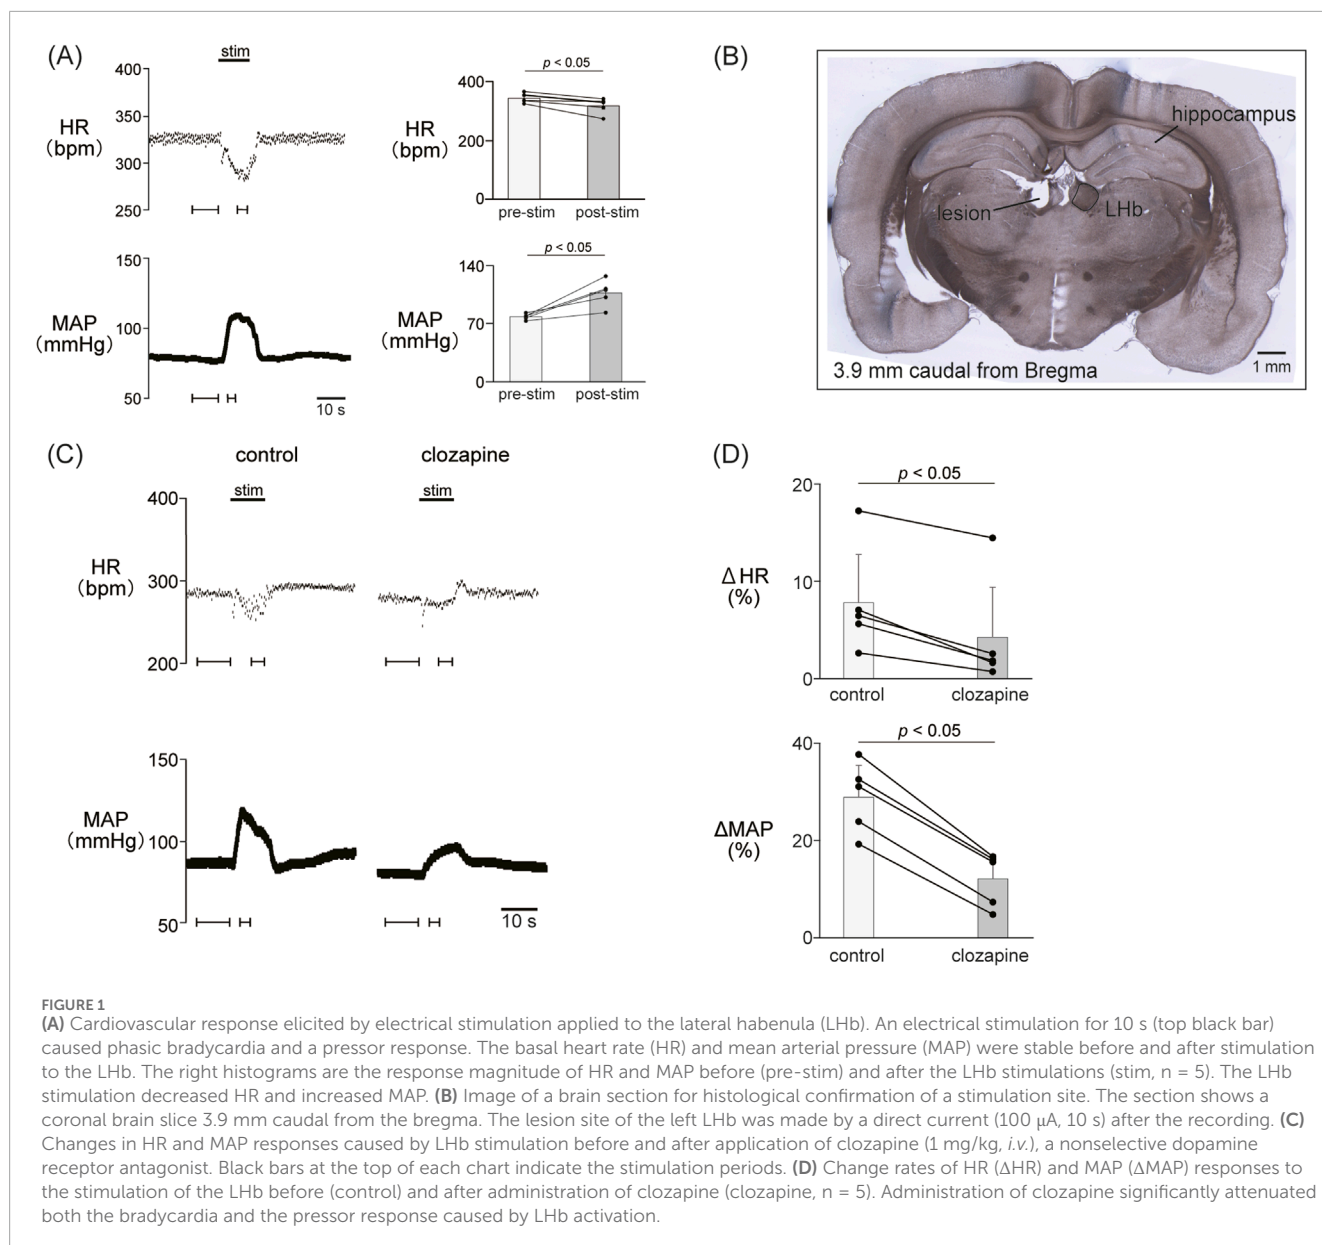 (A)
stim
400
350
HR
(bpm)
300
250
150
MAP
(mmHg)
100
50
10 s
p < 0.05
400
HR
(bpm)
200
0
pre-stim post-stim
p < 0.05
140
MAP
(mmHg)
70
0
pre-stim post-stim
(B)
hippocampus
lesion
LHb
3.9 mm caudal from Bregma
1 mm
(C)
control clozapine
stim stim
400
HR
(bpm)
300
200
150
MAP
(mmHg)
100
50
10 s
(D)
p < 0.05
20
Δ HR
(%)
10
0
control clozapine
p < 0.05
40
ΔMAP
(%)
20
0
control clozapine
FIGURE 1
(A) Cardiovascular response elicited by electrical stimulation applied to the lateral habenula (LHb). An electrical stimulation for 10 s (top black bar)
caused phasic bradycardia and a pressor response. The basal heart rate (HR) and mean arterial pressure (MAP) were stable before and after stimulation
to the LHb. The right histograms are the response magnitude of HR and MAP before (pre-stim) and after the LHb stimulations (stim, n = 5). The LHb
stimulation decreased HR and increased MAP. (B) Image of a brain section for histological confirmation of a stimulation site. The section shows a
coronal brain slice 3.9 mm caudal from the bregma. The lesion site of the left LHb was made by a direct current (100 μA, 10 s) after the recording. (C)
Changes in HR and MAP responses caused by LHb stimulation before and after application of clozapine (1 mg/kg, i.v.), a nonselective dopamine
receptor antagonist. Black bars at the top of each chart indicate the stimulation periods. (D) Change rates of HR (ΔHR) and MAP (ΔMAP) responses to
the stimulation of the LHb before (control) and after administration of clozapine (clozapine, n = 5). Administration of clozapine significantly attenuated
both the bradycardia and the pressor response caused by LHb activation.